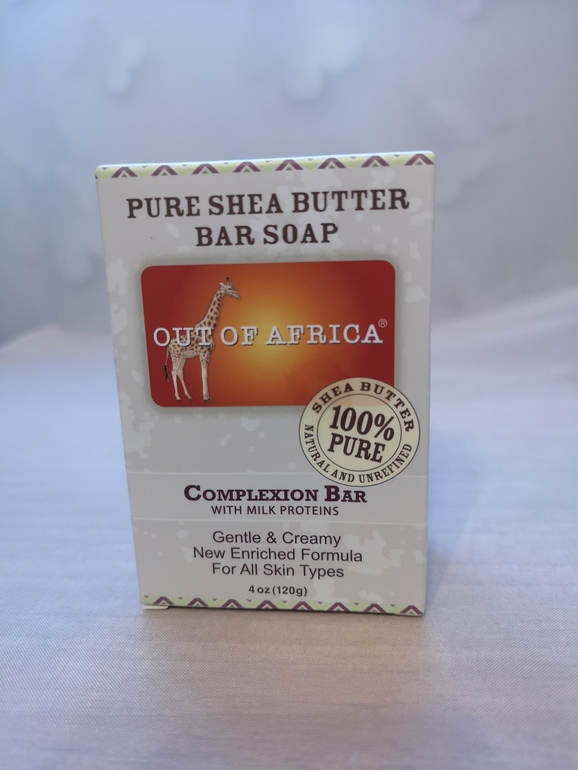 PURE SHEA BUTTER
BAR SOAP
OUT OF AFRICA®
SHEA BUTTER
100%
PURE
NATURAL AND UNREFINED
COMPLEXION BAR
WITH MILK PROTEINS
Gentle & Creamy
New Enriched Formula
For All Skin Types
4 oz (120g)